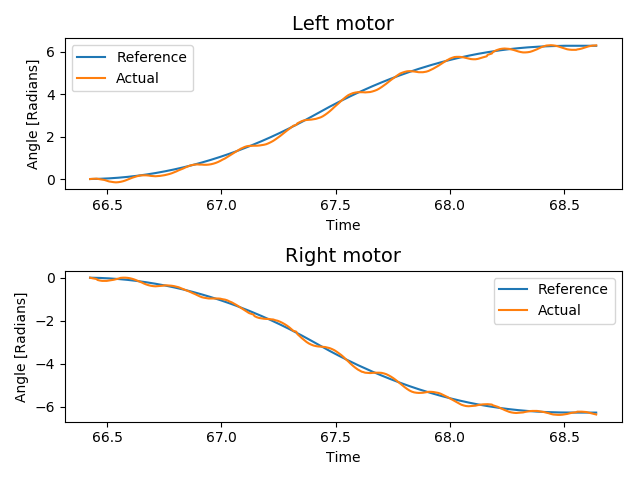 Left motor
Angle [Radians]
6
4
2
0
Reference
Actual
66.5 67.0 67.5 68.0 68.5
Time
Right motor
Angle [Radians]
0
−2
−4
−6
Reference
Actual
66.5 67.0 67.5 68.0 68.5
Time